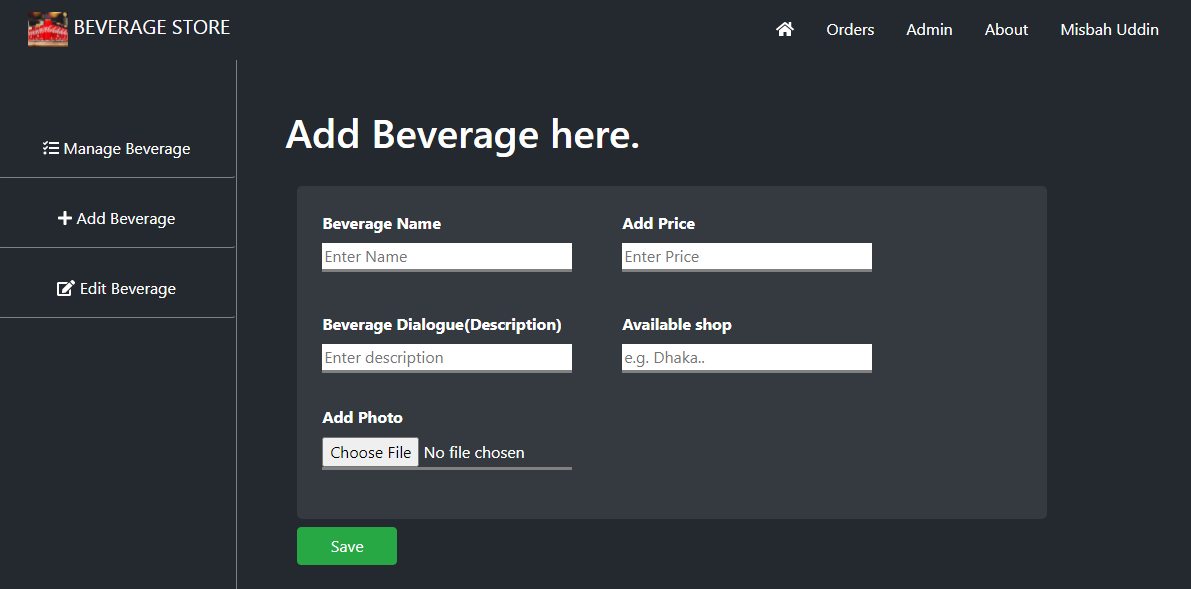 BEVERAGE STORE
Orders Admin About Misbah Uddin
Manage Beverage
Add Beverage
Edit Beverage
Add Beverage here.
Beverage Name Add Price
Enter Name Enter Price
Beverage Dialogue(Description) Available shop
Enter description e.g. Dhaka..
Add Photo
Choose File No file chosen
Save